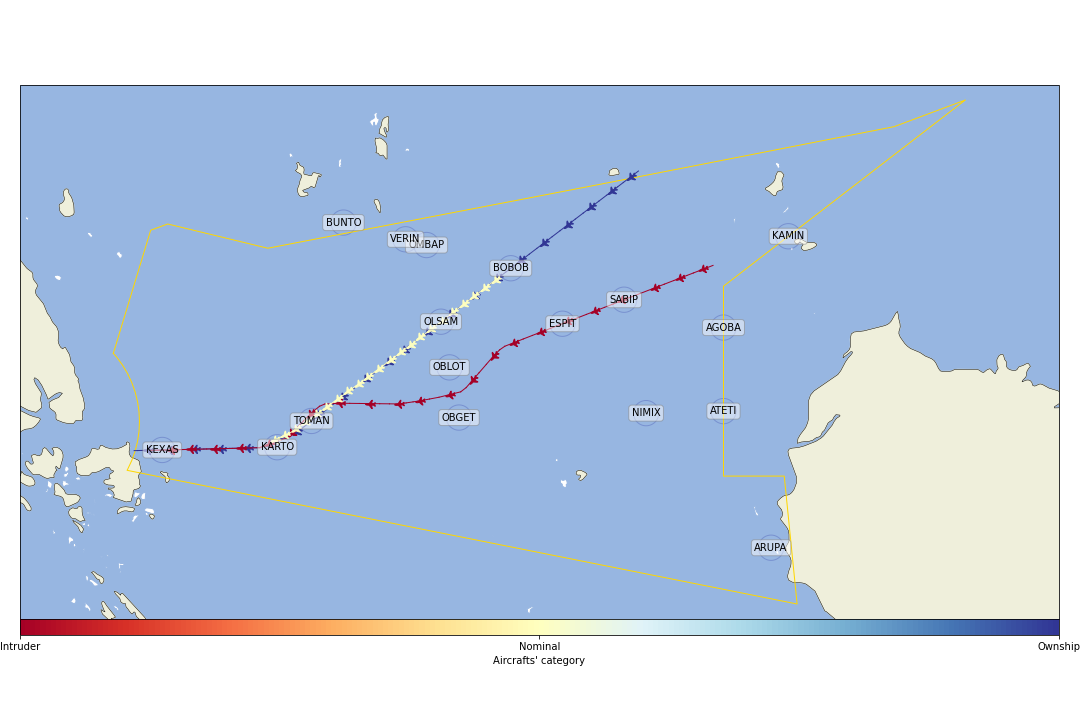 BUNTO
KAMIN
VERIN
OMBAP
BOBOB
SABIP
OLSAM
ESPIT
AGOBA
OBLOT
TOMAN
OBGET
NIMIX
ATETI
KEXAS
KARTO
ARUPA
Intruder
Nominal
Ownship
Aircrafts' category